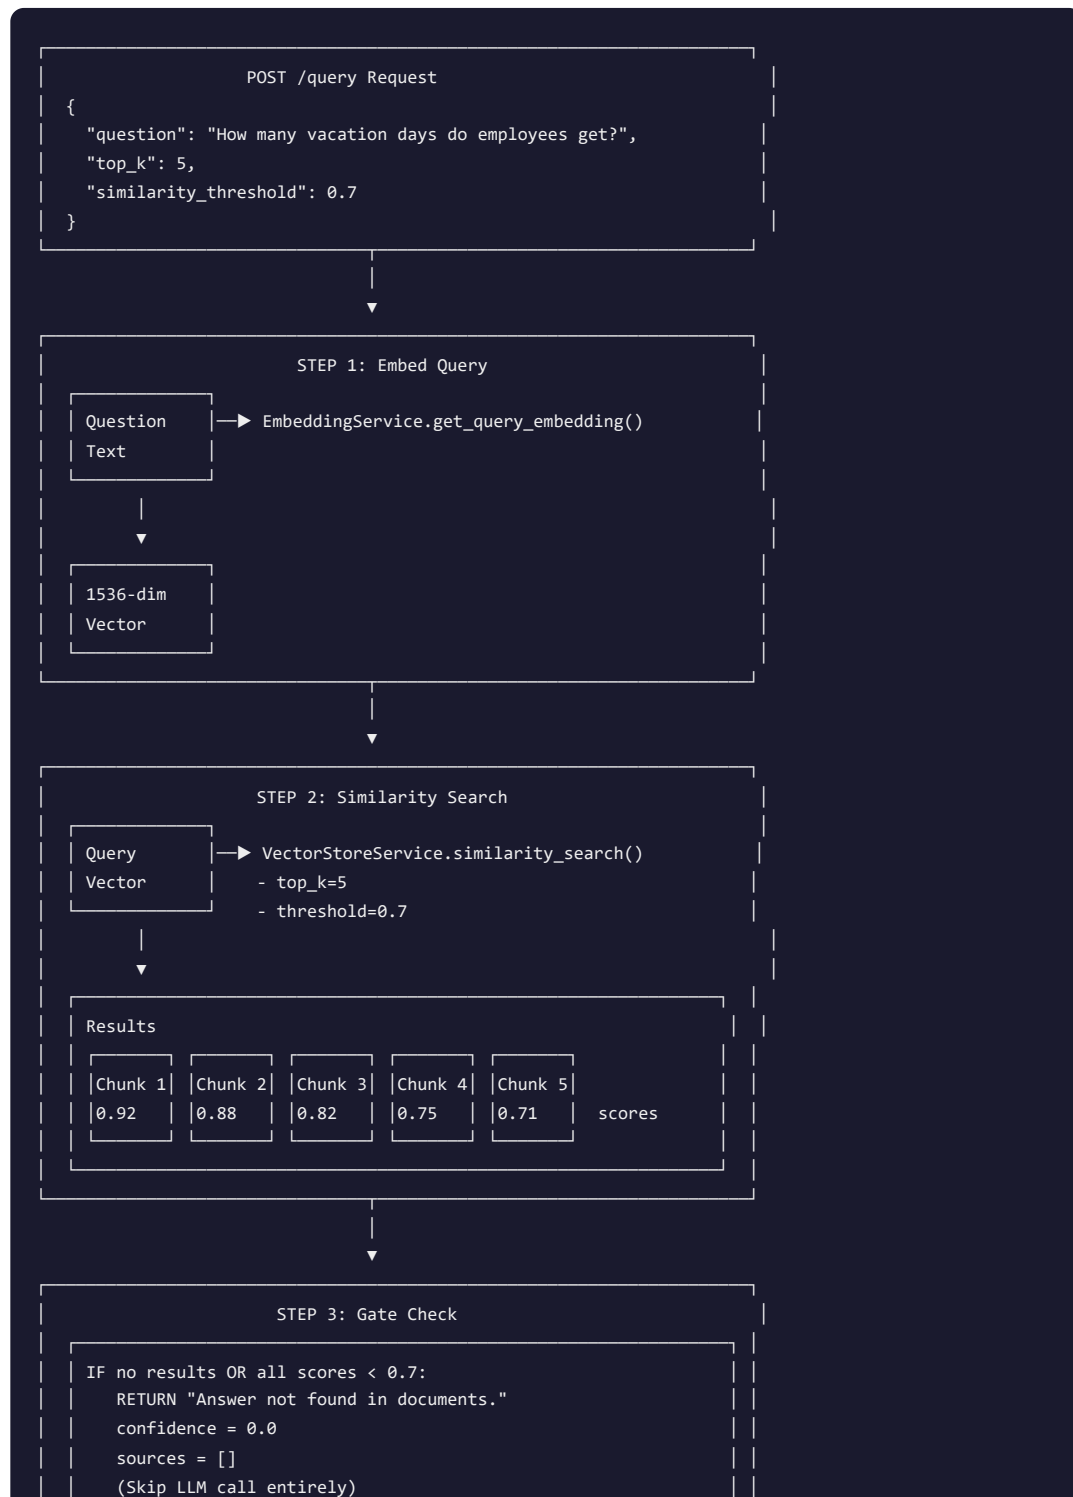 POST /query Request
{
"question": "How many vacation days do employees get?",
"top_k": 5,
"similarity_threshold": 0.7
}
▼
STEP 1: Embed Query
Question ──▶ EmbeddingService.get_query_embedding()
Text
▼
1536-dim
Vector
▼
STEP 2: Similarity Search
Query ──▶ VectorStoreService.similarity_search()
Vector - top_k=5
- threshold=0.7
▼
Results
Chunk 1 Chunk 2 Chunk 3 Chunk 4 Chunk 5
0.92 0.88 0.82 0.75 0.71 scores
▼
STEP 3: Gate Check
IF no results OR all scores < 0.7:
RETURN "Answer not found in documents."
confidence = 0.0
sources = []
(Skip LLM call entirely)